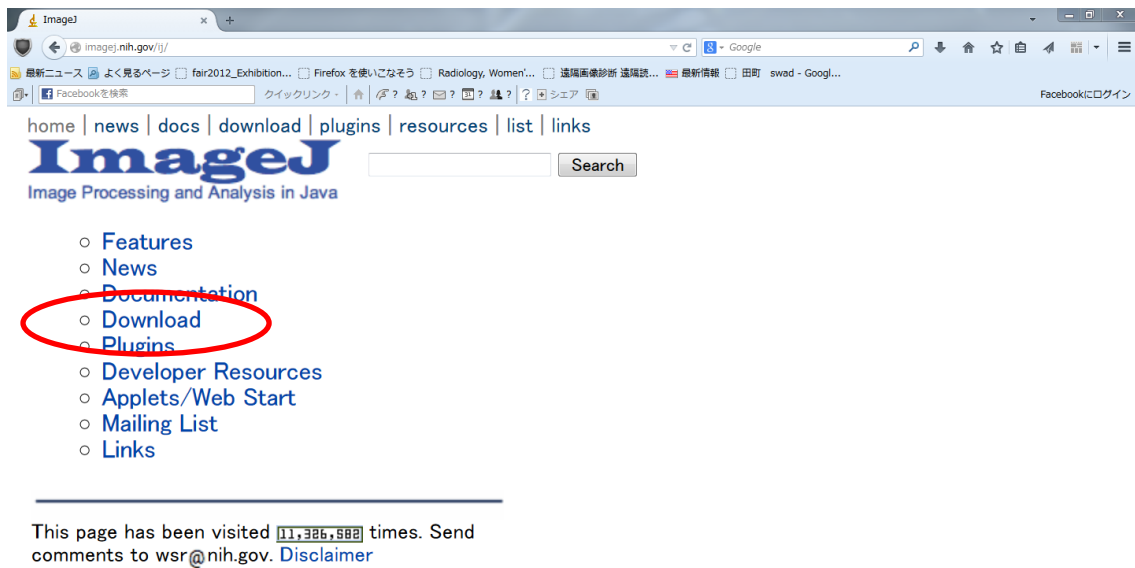 ImageJ
imagej.nih.gov/ij/
Google
最新ニュース よく見るページ fair2012_Exhibition... Firefox を使いこなそう Radiology, Women'... 遠隔画像診断 遠隔読... 最新情報 田町 swad - Googl...
Facebookを検索 クイックリンク ? ? ? ? ? ? シェア Facebookにログイン
home | news | docs | download | plugins | resources | list | links
ImageJ
Search
Image Processing and Analysis in Java
Features
News
Documentation
Download
Plugins
Developer Resources
Applets/Web Start
Mailing List
Links
This page has been visited 11,326,582 times. Send
comments to wsr@nih.gov. Disclaimer